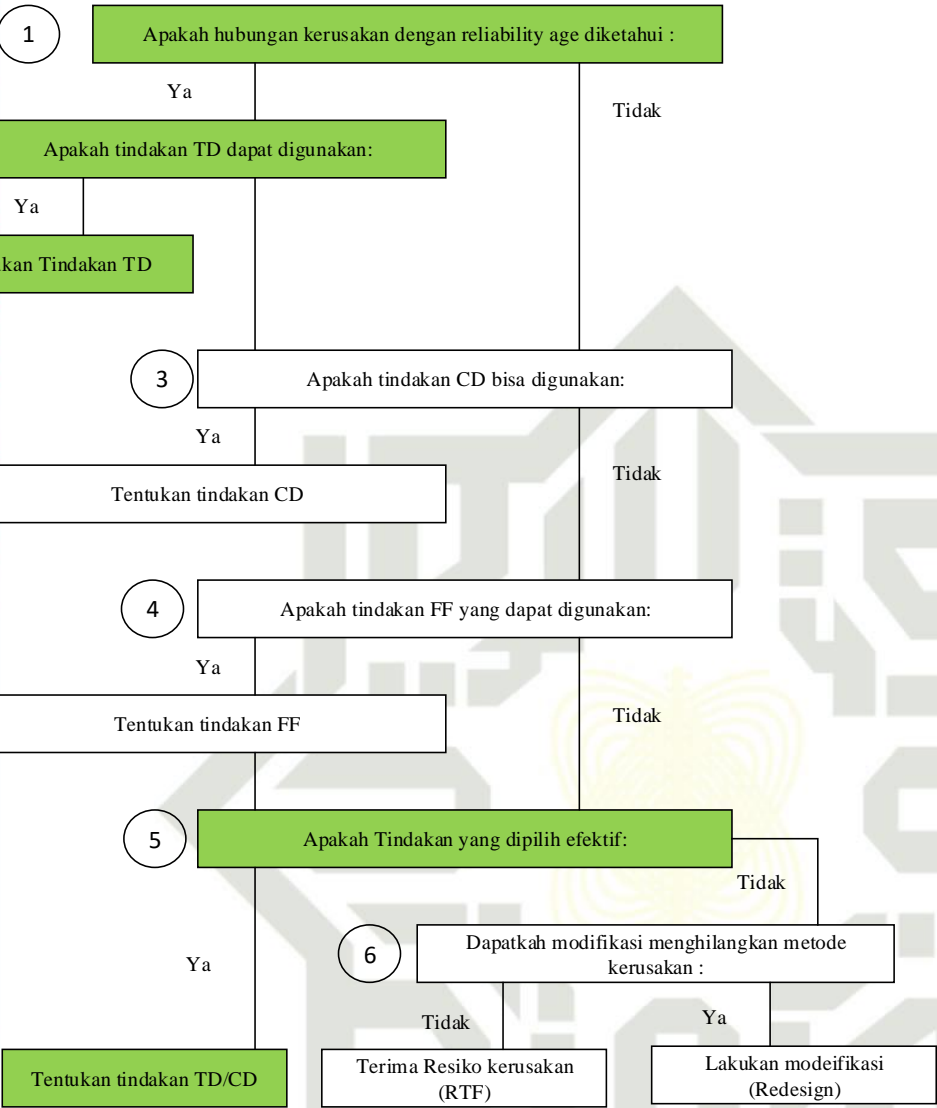 1
Apakah hubungan kerusakan dengan reliability age diketahui :
Ya
Tidak
Apakah tindakan TD dapat digunakan:
Ya
Tindakan TD
3
Apakah tindakan CD bisa digunakan:
Ya
Tidak
Tentukan tindakan CD
4
Apakah tindakan FF yang dapat digunakan:
Ya
Tidak
Tentukan tindakan FF
5
Apakah Tindakan yang dipilih efektif:
Tidak
6
Dapatkah modifikasi menghilangkan metode
kerusakan :
Ya
Tidak
Ya
Tentukan tindakan TD/CD
Terima Resiko kerusakan
(RTF)
Lakukan modeifikasi
(Redesign)